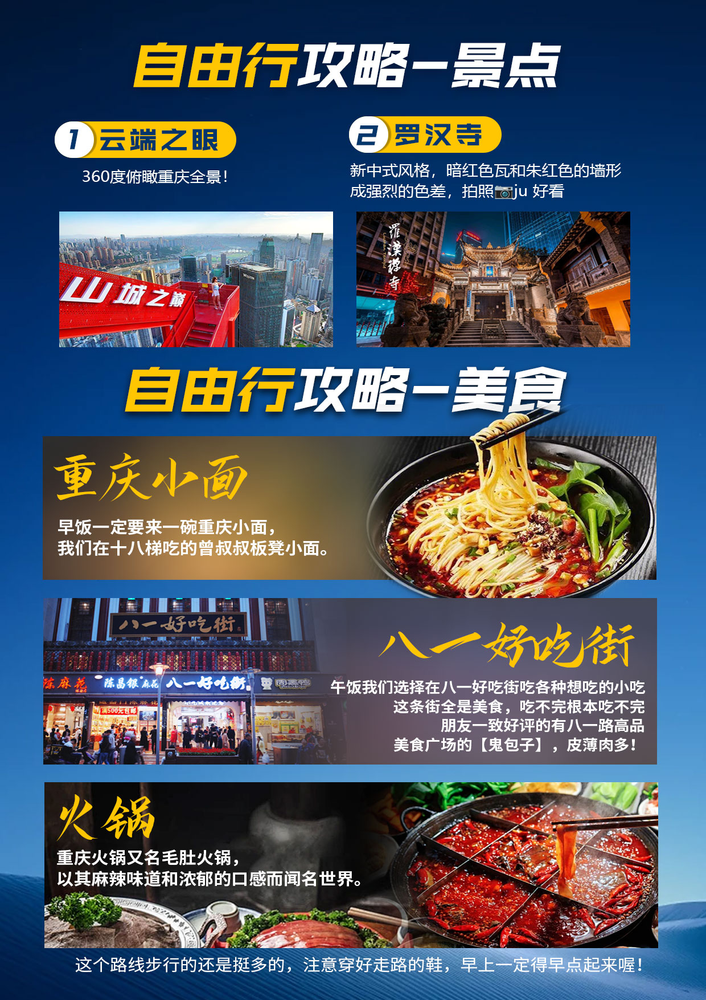 自由行攻略-景点
1 云端之眼
360度俯瞰重庆全景！
2 罗汉寺
新中式风格，暗红色瓦和朱红色的墙形
成强烈的色差，拍照📷ju 好看
山城之巅
WESTIN
羅漢禅寺
自由行攻略-美食
重庆小面
早饭一定要来一碗重庆小面，
我们在十八梯吃的曾叔叔板凳小面。
八一好吃街
陈麻花
陈昌银麻花
八一好吃街
满500元包邮
八一好吃街
午饭我们选择在八一好吃街吃各种想吃的小吃
这条街全是美食，吃不完根本吃不完
朋友一致好评的有八一路高品
美食广场的【鬼包子】，皮薄肉多！
火锅
重庆火锅又名毛肚火锅，
以其麻辣味道和浓郁的口感而闻名世界。
这个路线步行的还是挺多的，注意穿好走路的鞋，早上一定得早点起来喔！